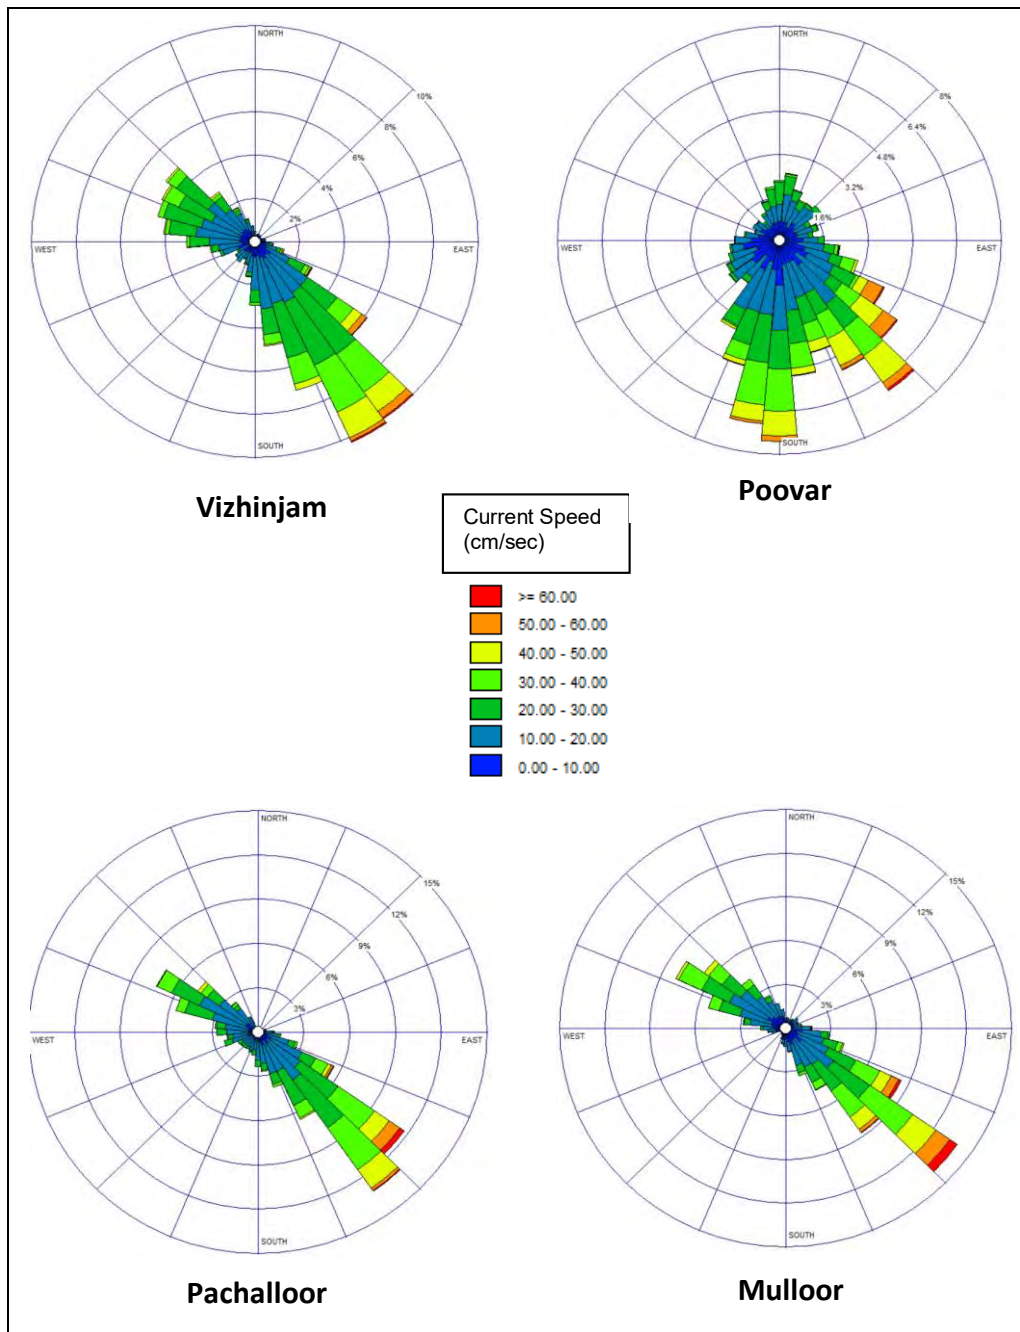 NORTH
10%
8%
6%
4%
2%
WEST
EAST
SOUTH
Vizhinjam
NORTH
8%
6.4%
4.8%
3.2%
1.6%
WEST
EAST
SOUTH
Poovar
Current Speed
(cm/sec)
>= 60.00
50.00 - 60.00
40.00 - 50.00
30.00 - 40.00
20.00 - 30.00
10.00 - 20.00
0.00 - 10.00
NORTH
15%
12%
9%
6%
3%
WEST
EAST
SOUTH
Pachalloor
NORTH
15%
12%
9%
6%
3%
WEST
EAST
SOUTH
Mulloor